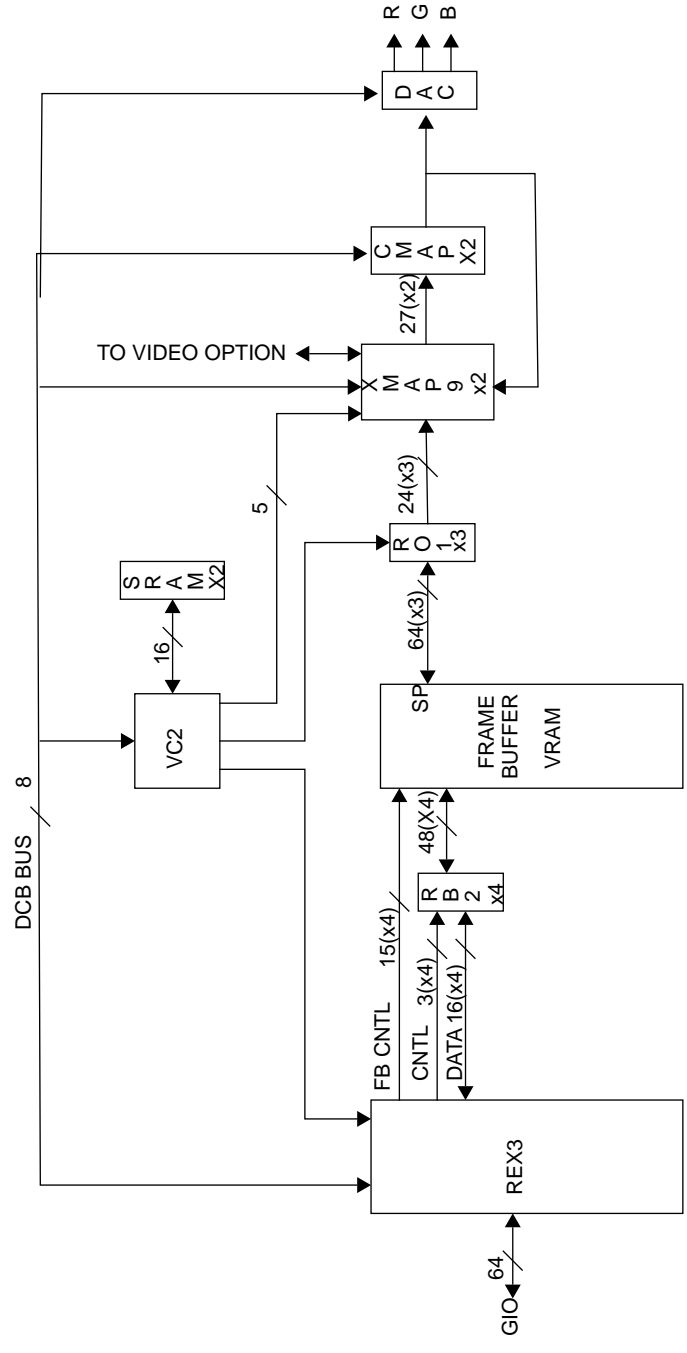 R
G
B
D
A
C
C
M
A
P
X2
27(x2)
TO VIDEO OPTION
X
M
A
P
9
x2
24(x3)
5
R
O
1
x3
S
R
A
M
X2
16
64(x3)
VC2
SP
FRAME
BUFFER
VRAM
DCB BUS
8
48(X4)
R
B
2
x4
15(x4)
FB CNTL
3(x4)
CNTL
DATA 16(x4)
REX3
64
GIO